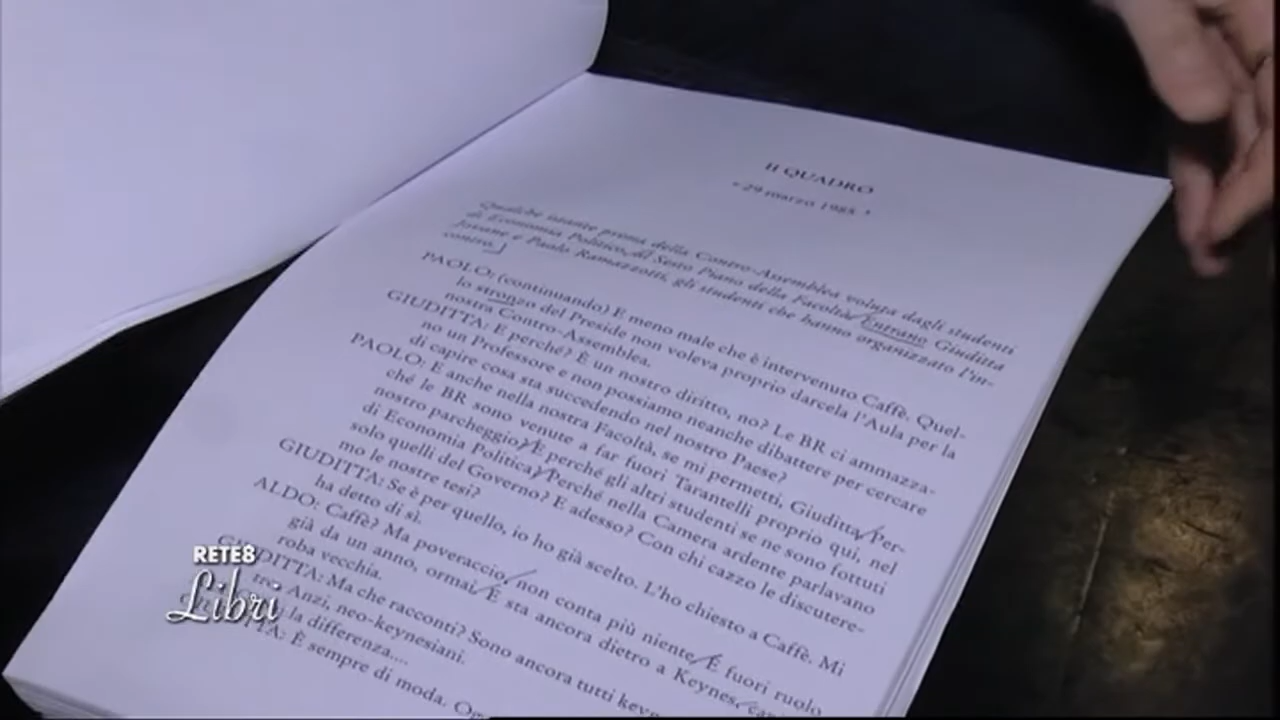 II QUADRO
• 29 marzo 1985 •
Qualche istante prima della Contro-Assemblea voluta dagli studenti
di Economia Politica, al Sesto Piano della Facoltà. Entrano Giuditta
e Paolo Ramazzotti, gli studenti che hanno organizzato l'in-
contro.
PAOLO: (continuando) E meno male che è intervenuto Caffè. Quel-
lo stronzo del Preside non voleva proprio darcela l'Aula per la
nostra Contro-Assemblea.
GIUDITTA: E perché? È un nostro diritto, no? Le BR ci ammazza-
no un Professore e non possiamo neanche dibattere per cercare
di capire cosa sta succedendo nel nostro Paese?
PAOLO: E anche nella nostra Facoltà, se mi permetti, Giuditta. Per-
ché le BR sono venute a far fuori Tarantelli proprio qui, nel
nostro parcheggio? E perché gli altri studenti se ne sono fottuti
di Economia Politica? Perché nella Camera ardente parlavano
solo quelli del Governo? E adesso? Con chi cazzo le discutere-
mo le nostre tesi?
GIUDITTA: Se è per quello, io ho già scelto. L'ho chiesto a Caffè. Mi
ha detto di sì.
ALDO: Caffè? Ma poveraccio, non conta più niente. È fuori ruolo
già da un anno, ormai. E sta ancora dietro a Keynes,
roba vecchia.
GIUDITTA: Ma che racconti? Sono ancora tutti
Anzi, neo-keynesiani.
la differenza....
È sempre di moda.
RETE8
Libri